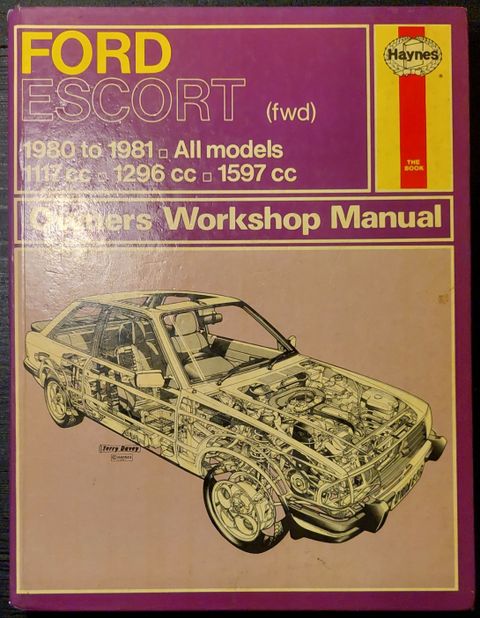 FORD
ESCORT (fwd)
1980 to 1981 ▫ All models
1117 cc ▫ 1296 cc ▫ 1597 cc
Haynes
®
THE
BOOK
Owners Workshop Manual
Terry Davey
© HAYNES